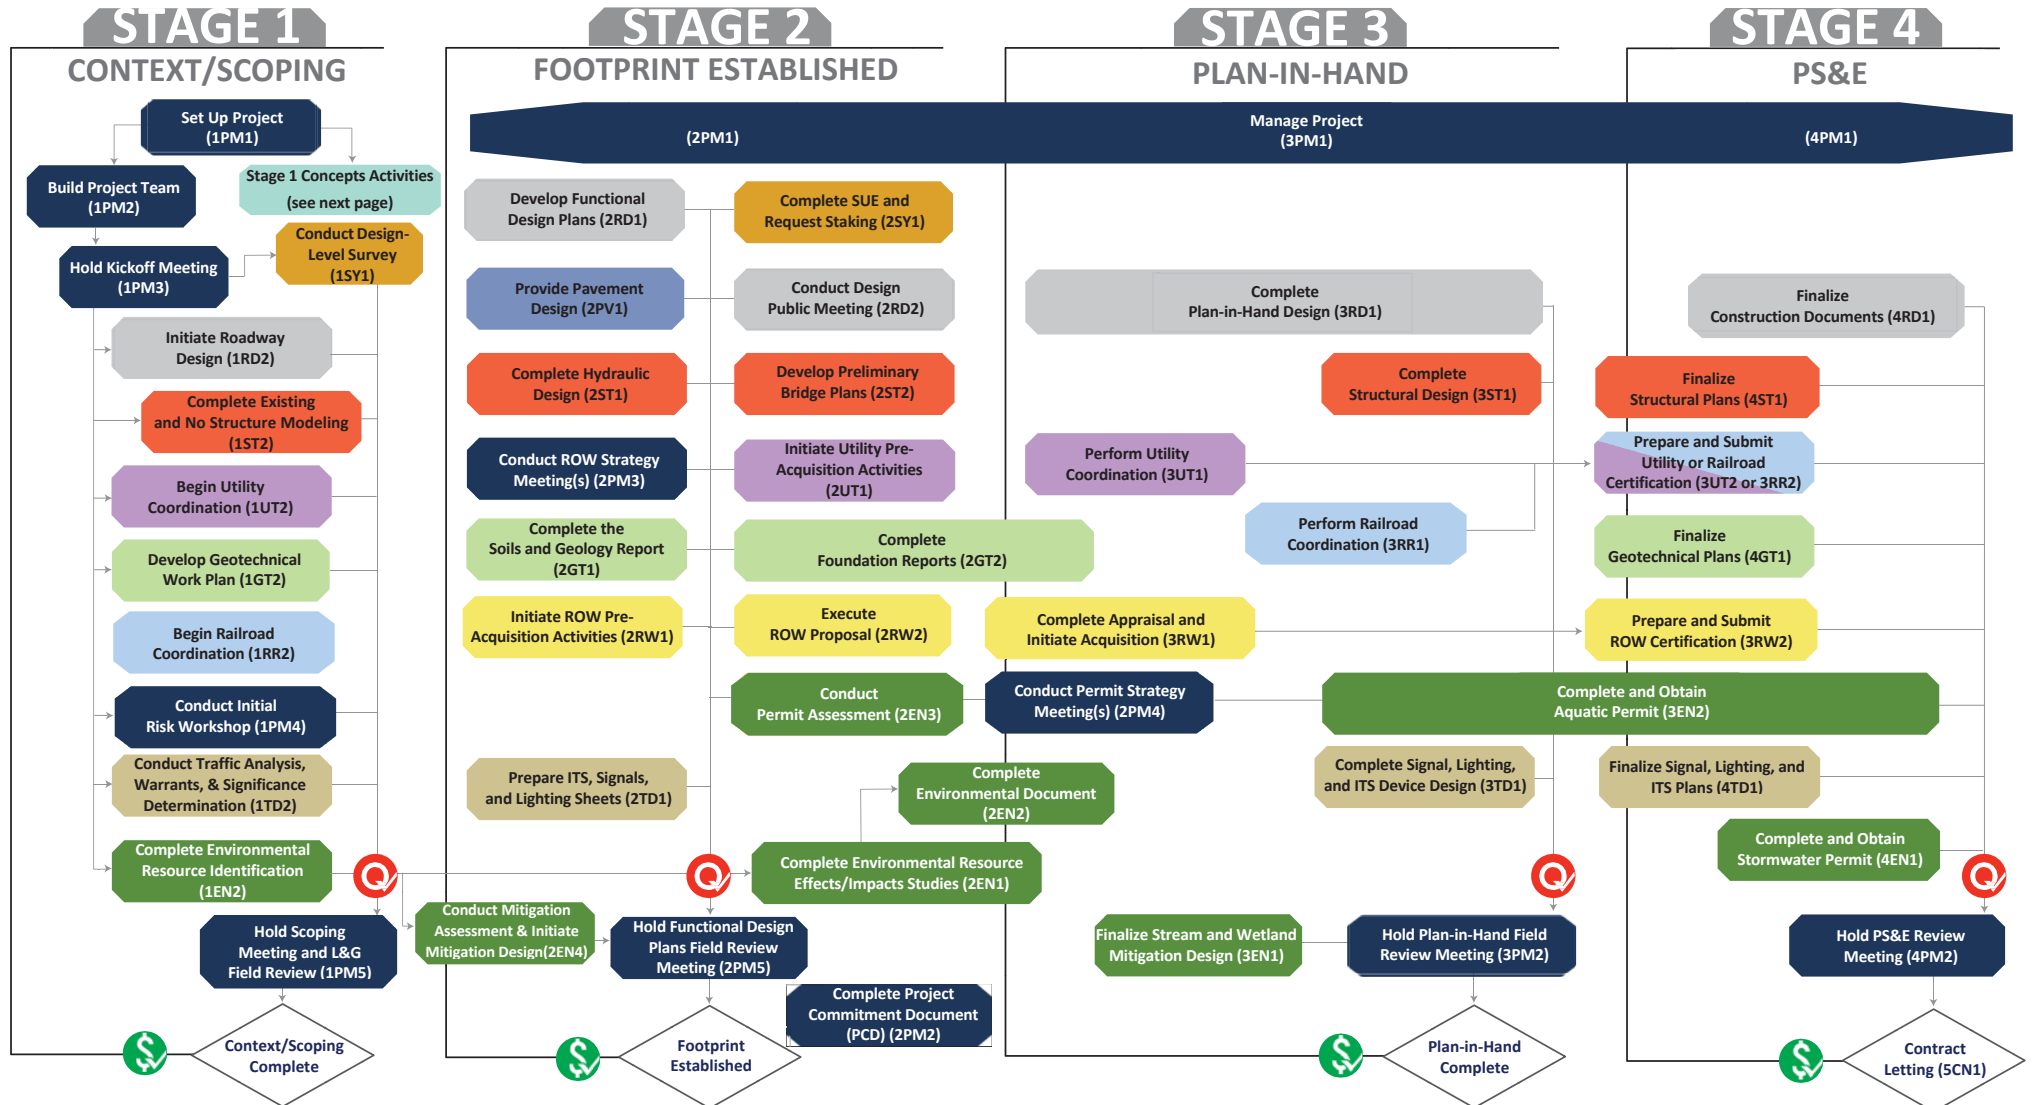 STAGE 1
CONTEXT/SCOPING
Set Up Project
(1PM1)
Build Project Team
(1PM2)
Stage 1 Concepts Activities
(see next page)
Hold Kickoff Meeting
(1PM3)
Conduct Design-
Level Survey
(1SY1)
Initiate Roadway
Design (1RD2)
Complete Existing
and No Structure Modeling
(1ST2)
Begin Utility
Coordination (1UT2)
Develop Geotechnical
Work Plan (1GT2)
Begin Railroad
Coordination (1RR2)
Conduct Initial
Risk Workshop (1PM4)
Conduct Traffic Analysis,
Warrants, & Significance
Determination (1TD2)
Complete Environmental
Resource Identification
(1EN2)
Q
Hold Scoping
Meeting and L&G
Field Review (1PM5)
$
Context/Scoping
Complete
STAGE 2
FOOTPRINT ESTABLISHED
Manage Project
(2PM1)
(3PM1)
(4PM1)
Develop Functional
Design Plans (2RD1)
Complete SUE and
Request Staking (2SY1)
Provide Pavement
Design (2PV1)
Conduct Design
Public Meeting (2RD2)
Complete Hydraulic
Design (2ST1)
Develop Preliminary
Bridge Plans (2ST2)
Conduct ROW Strategy
Meeting(s) (2PM3)
Initiate Utility Pre-
Acquisition Activities
(2UT1)
Complete the
Soils and Geology Report
(2GT1)
Complete
Foundation Reports (2GT2)
Initiate ROW Pre-
Acquisition Activities (2RW1)
Execute
ROW Proposal (2RW2)
Conduct
Permit Assessment (2EN3)
Conduct Permit Strategy
Meeting(s) (2PM4)
Prepare ITS, Signals,
and Lighting Sheets (2TD1)
Complete
Environmental Document
(2EN2)
Q
Complete Environmental Resource
Effects/Impacts Studies (2EN1)
Conduct Mitigation
Assessment & Initiate
Mitigation Design(2EN4)
Hold Functional Design
Plans Field Review
Meeting (2PM5)
Complete Project
Commitment Document
(PCD) (2PM2)
$
Footprint
Established
STAGE 3
PLAN-IN-HAND
Complete
Plan-in-Hand Design (3RD1)
Complete
Structural Design (3ST1)
Perform Utility
Coordination (3UT1)
Perform Railroad
Coordination (3RR1)
Complete Appraisal and
Initiate Acquisition (3RW1)
Complete and Obtain
Aquatic Permit (3EN2)
Complete Signal, Lighting,
and ITS Device Design (3TD1)
Q
Finalize Stream and Wetland
Mitigation Design (3EN1)
Hold Plan-in-Hand Field
Review Meeting (3PM2)
$
Plan-in-Hand
Complete
STAGE 4
PS&E
Finalize
Construction Documents (4RD1)
Finalize
Structural Plans (4ST1)
Prepare and Submit
Utility or Railroad
Certification (3UT2 or 3RR2)
Finalize
Geotechnical Plans (4GT1)
Prepare and Submit
ROW Certification (3RW2)
Finalize Signal, Lighting, and
ITS Plans (4TD1)
Complete and Obtain
Stormwater Permit (4EN1)
Q
Hold PS&E Review
Meeting (4PM2)
$
Contract
Letting (5CN1)